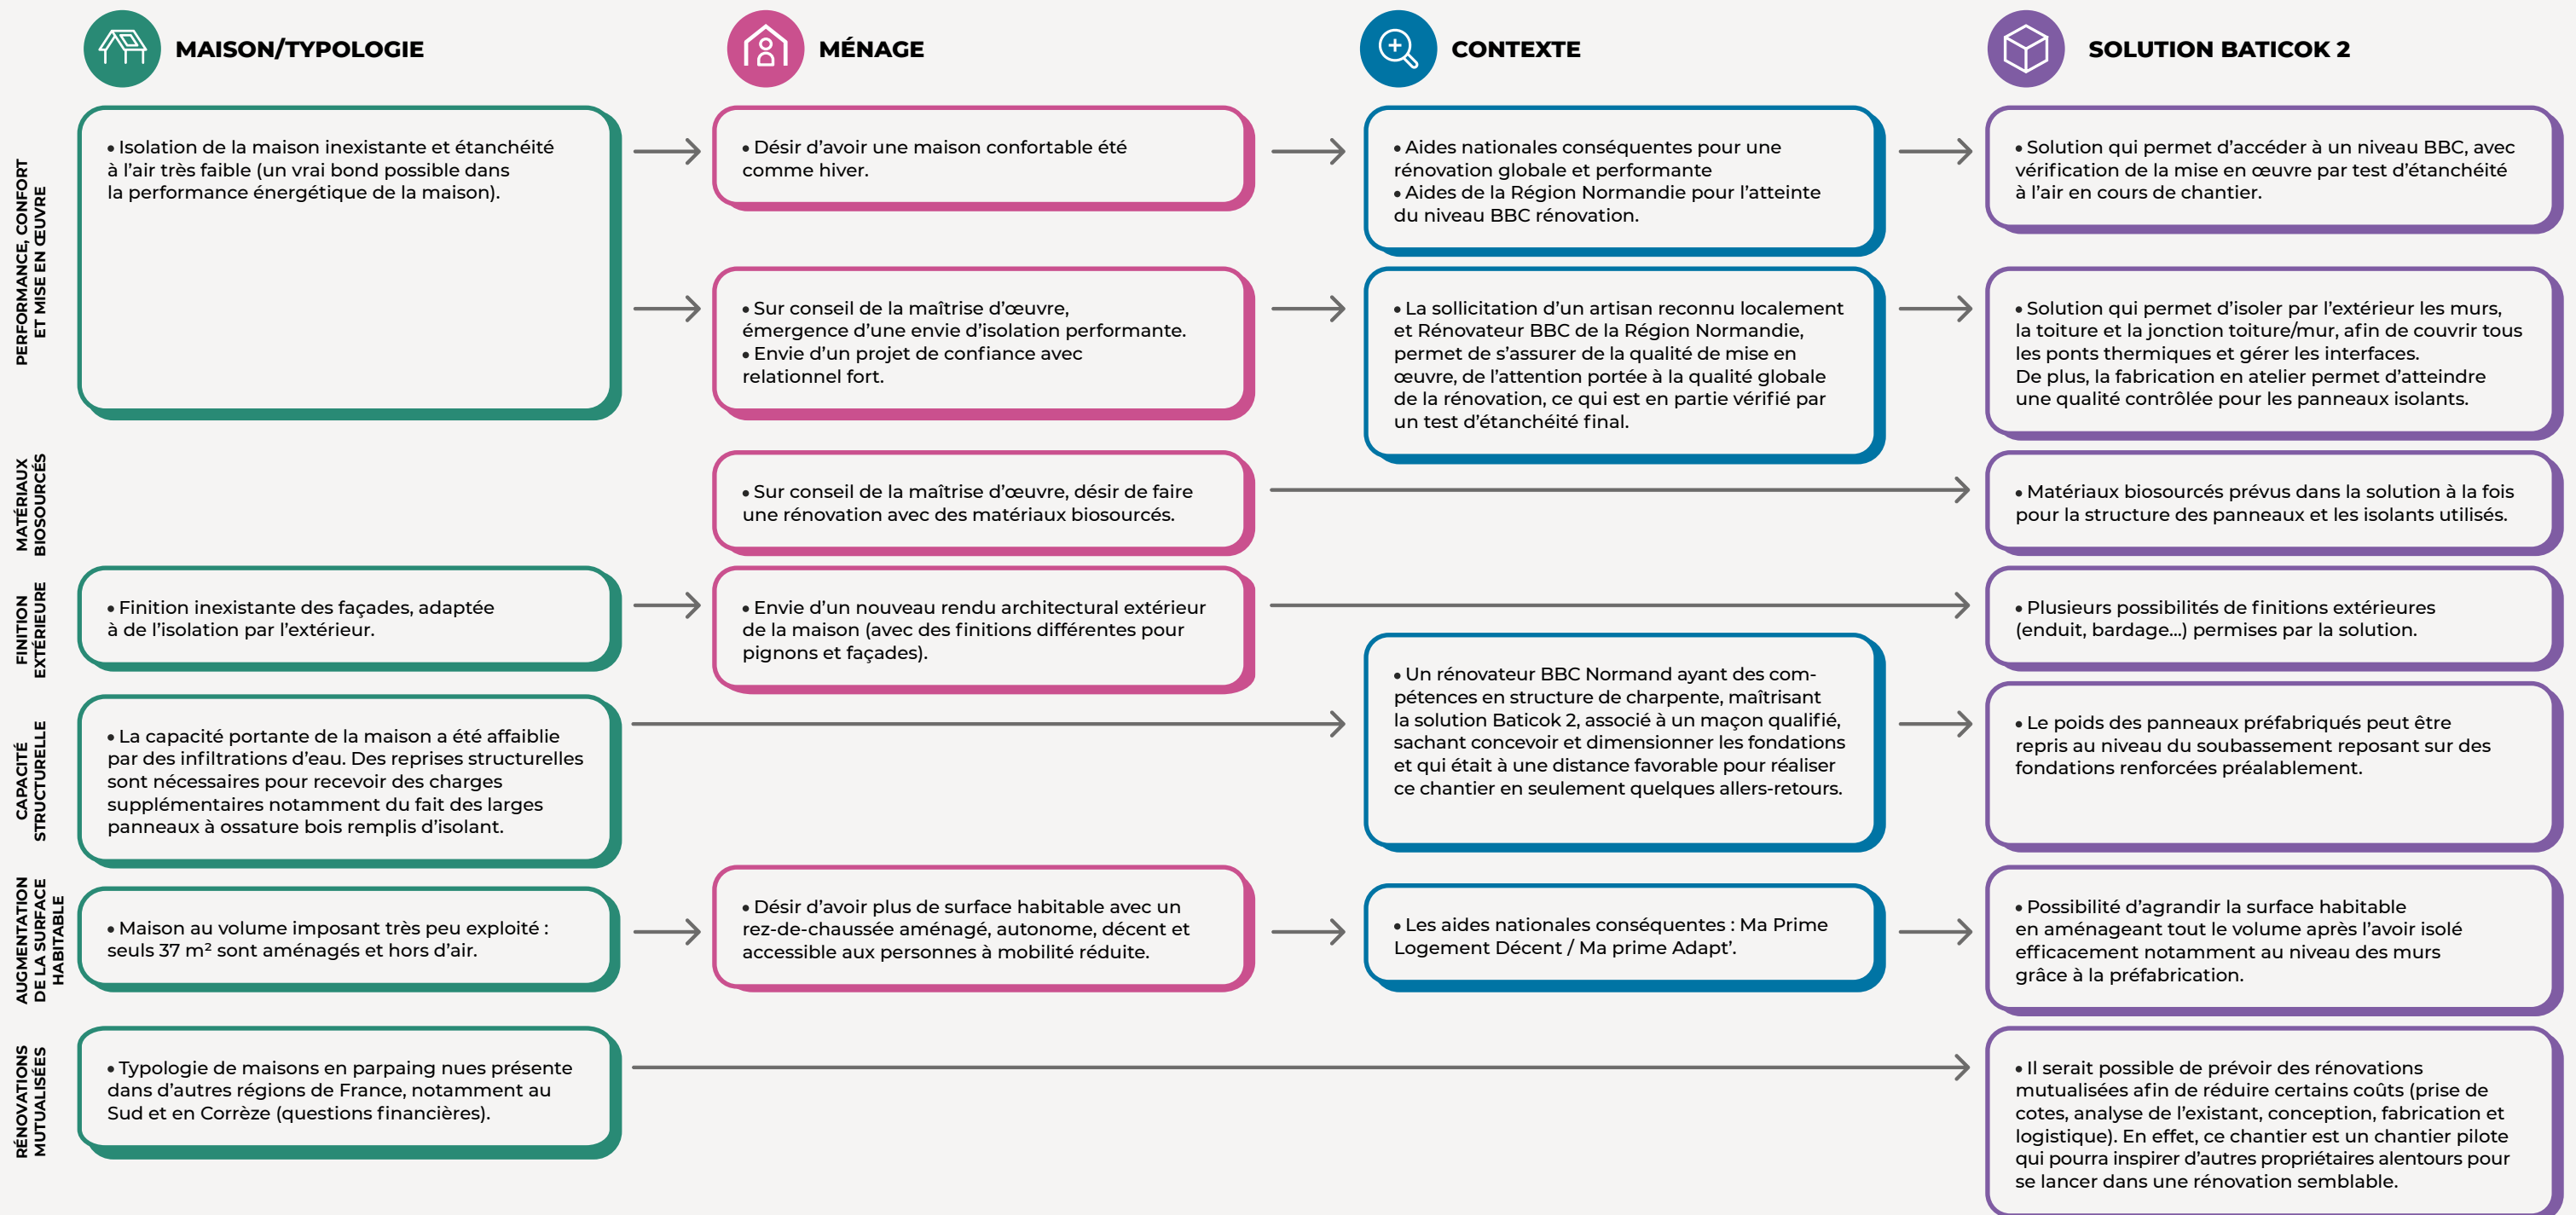 MAISON/TYPOLOGIE
MÉNAGE
CONTEXTE
SOLUTION BATICOK 2
PERFORMANCE, CONFORT
ET MISE EN ŒUVRE
• Isolation de la maison inexistante et étanchéité
à l’air très faible (un vrai bond possible dans
la performance énergétique de la maison).
• Désir d’avoir une maison confortable été
comme hiver.
• Aides nationales conséquentes pour une
rénovation globale et performante
• Aides de la Région Normandie pour l’atteinte
du niveau BBC rénovation.
• Solution qui permet d’accéder à un niveau BBC, avec
vérification de la mise en œuvre par test d’étanchéité
à l’air en cours de chantier.
• Sur conseil de la maîtrise d’œuvre,
émergence d’une envie d’isolation performante.
• Envie d’un projet de confiance avec
relationnel fort.
• La sollicitation d’un artisan reconnu localement
et Rénovateur BBC de la Région Normandie,
permet de s’assurer de la qualité de mise en
œuvre, de l’attention portée à la qualité globale
de la rénovation, ce qui est en partie vérifié par
un test d’étanchéité final.
• Solution qui permet d’isoler par l’extérieur les murs,
la toiture et la jonction toiture/mur, afin de couvrir tous
les ponts thermiques et gérer les interfaces.
De plus, la fabrication en atelier permet d’atteindre
une qualité contrôlée pour les panneaux isolants.
MATÉRIAUX
BIOSOURCÉS
• Sur conseil de la maîtrise d’œuvre, désir de faire
une rénovation avec des matériaux biosourcés.
• Matériaux biosourcés prévus dans la solution à la fois
pour la structure des panneaux et les isolants utilisés.
FINITION
EXTÉRIEURE
• Finition inexistante des façades, adaptée
à de l’isolation par l’extérieur.
• Envie d’un nouveau rendu architectural extérieur
de la maison (avec des finitions différentes pour
pignons et façades).
• Plusieurs possibilités de finitions extérieures
(enduit, bardage...) permises par la solution.
CAPACITÉ
STRUCTURELLE
• La capacité portante de la maison a été affaiblie
par des infiltrations d’eau. Des reprises structurelles
sont nécessaires pour recevoir des charges
supplémentaires notamment du fait des larges
panneaux à ossature bois remplis d’isolant.
• Un rénovateur BBC Normand ayant des com-
pétences en structure de charpente, maîtrisant
la solution Baticok 2, associé à un maçon qualifié,
sachant concevoir et dimensionner les fondations
et qui était à une distance favorable pour réaliser
ce chantier en seulement quelques allers-retours.
• Le poids des panneaux préfabriqués peut être
repris au niveau du soubassement reposant sur des
fondations renforcées préalablement.
AUGMENTATION
DE LA SURFACE
HABITABLE
• Maison au volume imposant très peu exploité :
seuls 37 m² sont aménagés et hors d’air.
• Désir d’avoir plus de surface habitable avec un
rez-de-chaussée aménagé, autonome, décent et
accessible aux personnes à mobilité réduite.
• Les aides nationales conséquentes : Ma Prime
Logement Décent / Ma prime Adapt’.
• Possibilité d’agrandir la surface habitable
en aménageant tout le volume après l’avoir isolé
efficacement notamment au niveau des murs
grâce à la préfabrication.
RÉNOVATIONS
MUTUALISÉES
• Typologie de maisons en parpaing nues présente
dans d’autres régions de France, notamment au
Sud et en Corrèze (questions financières).
• Il serait possible de prévoir des rénovations
mutualisées afin de réduire certains coûts (prise de
cotes, analyse de l’existant, conception, fabrication et
logistique). En effet, ce chantier est un chantier pilote
qui pourra inspirer d’autres propriétaires alentours pour
se lancer dans une rénovation semblable.